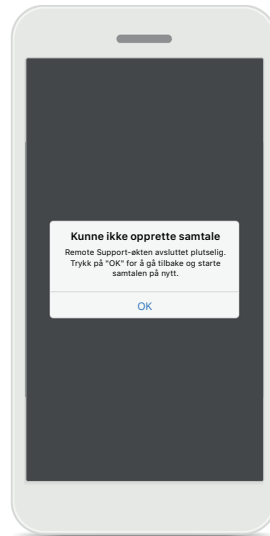 Kunne ikke opprette samtale
Remote Support-økten avsluttet plutselig.
Trykk på "OK" for å gå tilbake og starte
samtalen på nytt.
OK